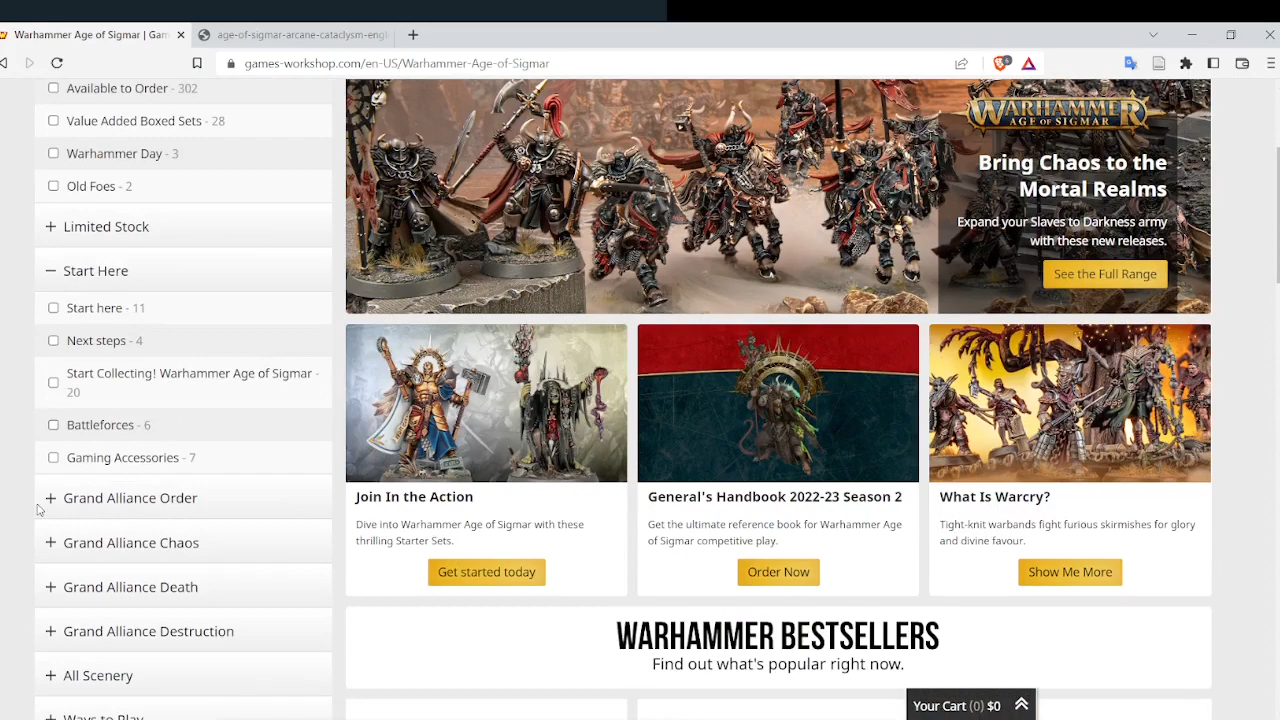 Warhammer Age of Sigmar | Gam
age-of-sigmar-arcane-cataclysm-engl
games-workshop.com/en-US/Warhammer-Age-of-Sigmar
Available to Order - 302
Value Added Boxed Sets - 28
Warhammer Day - 3
Old Foes - 2
Limited Stock
Start Here
Start here - 11
Next steps - 4
Start Collecting! Warhammer Age of Sigmar -
20
Battleforces - 6
Gaming Accessories - 7
Grand Alliance Order
Grand Alliance Chaos
Grand Alliance Death
Grand Alliance Destruction
All Scenery
Ways to Play
WARHAMMER
AGE OF SIGMAR
Bring Chaos to the
Mortal Realms
Expand your Slaves to Darkness army
with these new releases.
See the Full Range
Join In the Action
Dive into Warhammer Age of Sigmar with these
thrilling Starter Sets.
Get started today
General's Handbook 2022-23 Season 2
Get the ultimate reference book for Warhammer Age
of Sigmar competitive play.
Order Now
What Is Warcry?
Tight-knit warbands fight furious skirmishes for glory
and divine favour.
Show Me More
WARHAMMER BESTSELLERS
Find out what's popular right now.
Your Cart (0) $0